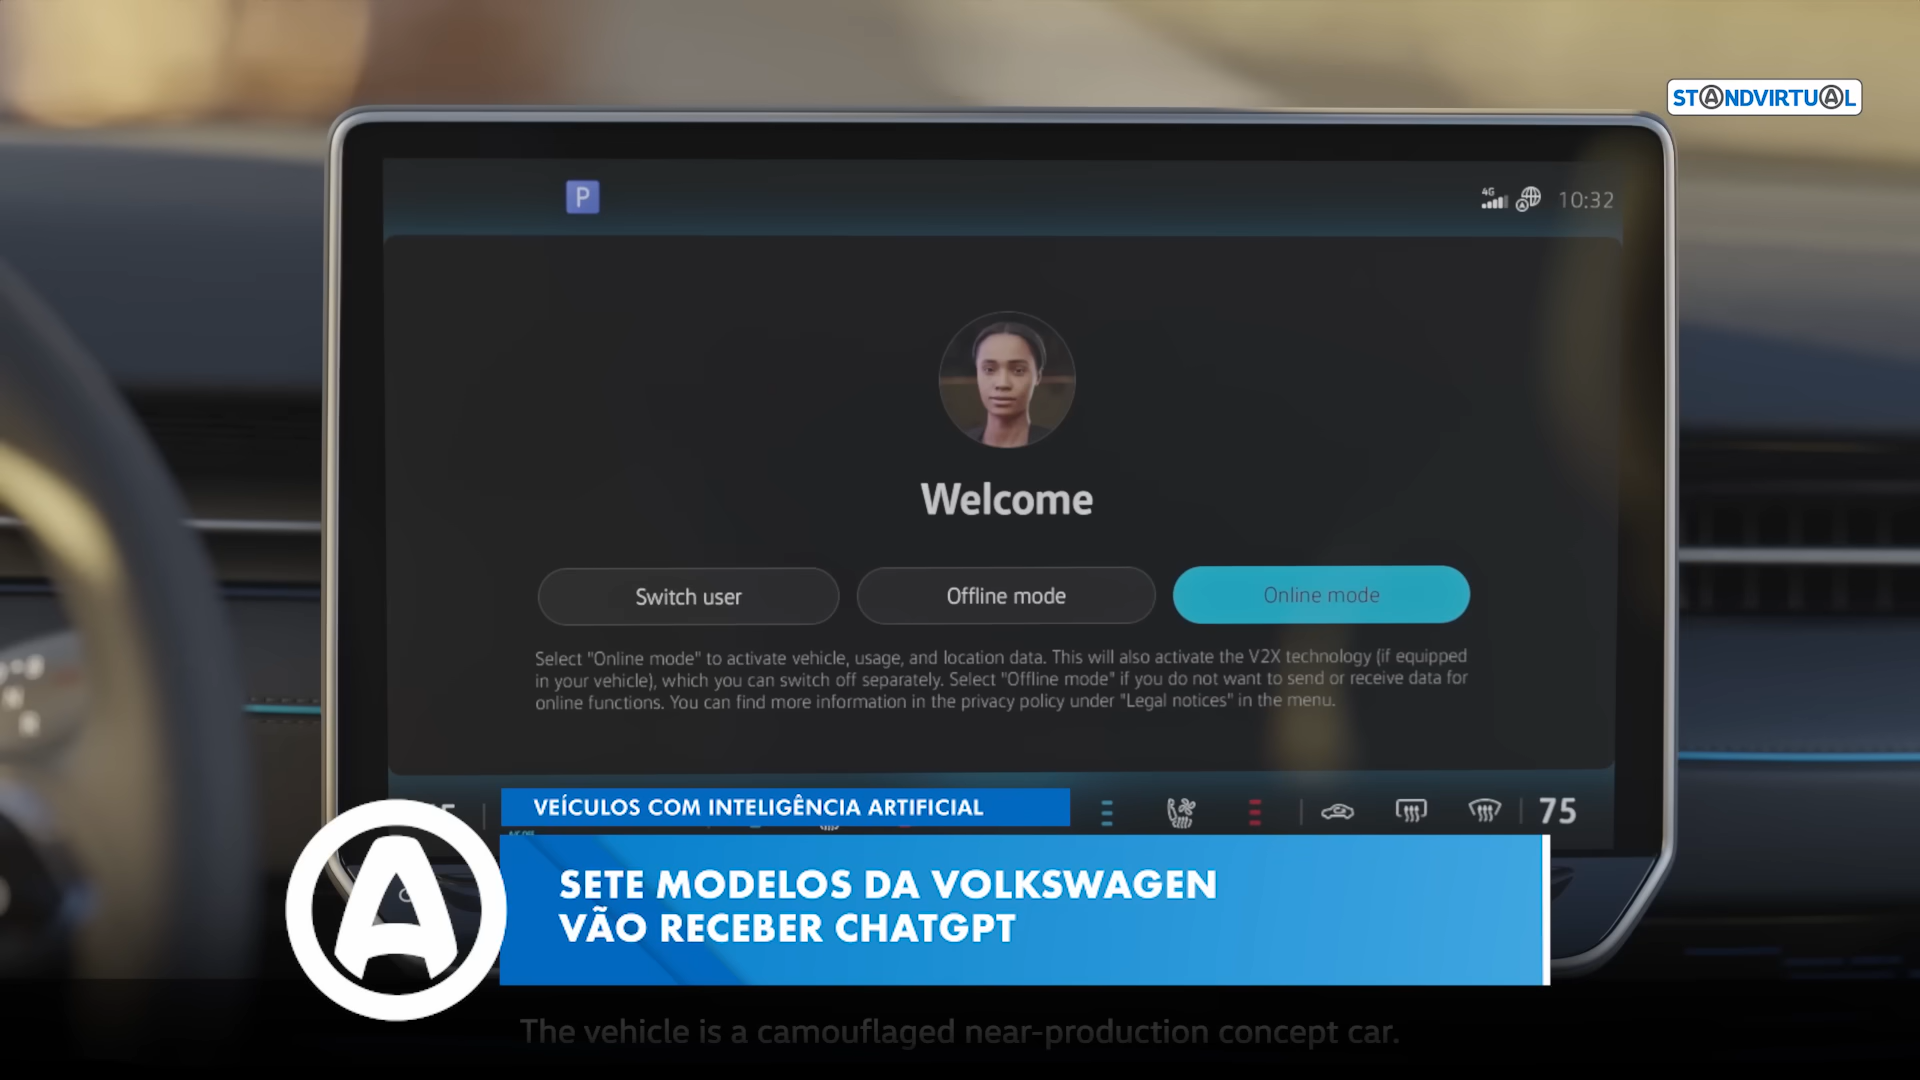 STANDVIRTUAL
P
4G
10:32
Welcome
Switch user
Offline mode
Online mode
Select "Online mode" to activate vehicle, usage, and location data. This will also activate the V2X technology (if equipped
in your vehicle), which you can switch off separately. Select "Offline mode" if you do not want to send or receive data for
online functions. You can find more information in the privacy policy under "Legal notices" in the menu.
75
VEÍCULOS COM INTELIGÊNCIA ARTIFICIAL
A
SETE MODELOS DA VOLKSWAGEN
VÃO RECEBER CHATGPT
The vehicle is a camouflaged near-production concept car.